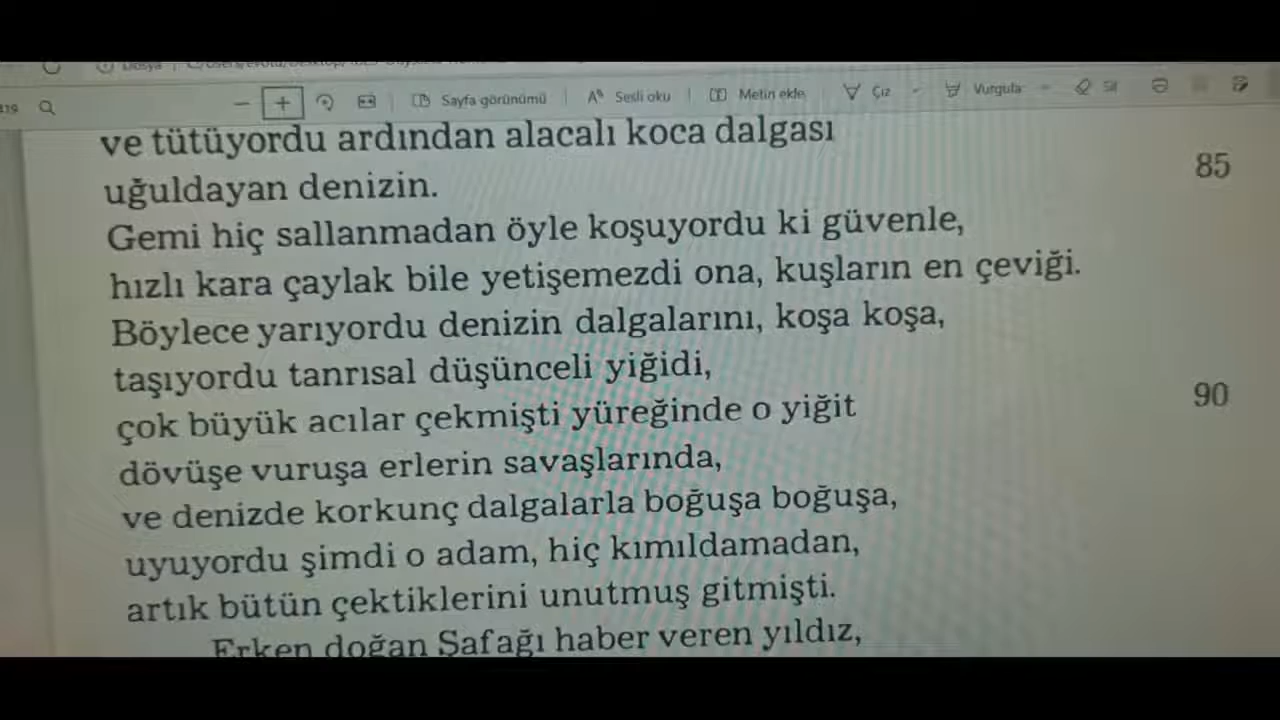 Dosya
419
Sayfa görünümü
Sesli oku
Metin ekle
Çiz
Vurgula
Sil
ve tütüyordu ardından alacalı koca dalgası
85
uğuldayan denizin.
Gemi hiç sallanmadan öyle koşuyordu ki güvenle,
hızlı kara çaylak bile yetişemezdi ona, kuşların en çeviği.
Böylece yarıyordu denizin dalgalarını, koşa koşa,
taşıyordu tanrısal düşünceli yiğidi,
90
çok büyük acılar çekmişti yüreğinde o yiğit
dövüşe vuruşa erlerin savaşlarında,
ve denizde korkunç dalgalarla boğuşa boğuşa,
uyuyordu şimdi o adam, hiç kımıldamadan,
artık bütün çektiklerini unutmuş gitmişti.
Erken doğan Şafağı haber veren yıldız,